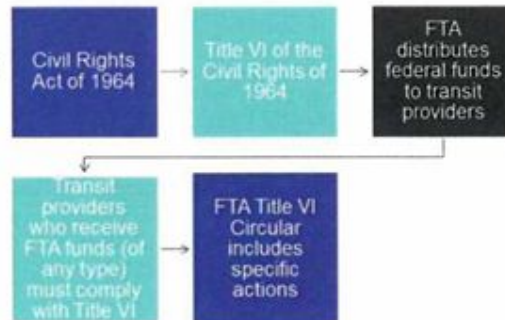 Civil Rights
Act of 1964
Title VI of the
Civil Rights of
1964
FTA
distributes
federal funds
to transit
providers
Transit
providers
who receive
FTA funds (of
any type)
must comply
with Title VI
FTA Title VI
Circular
includes
specific
actions